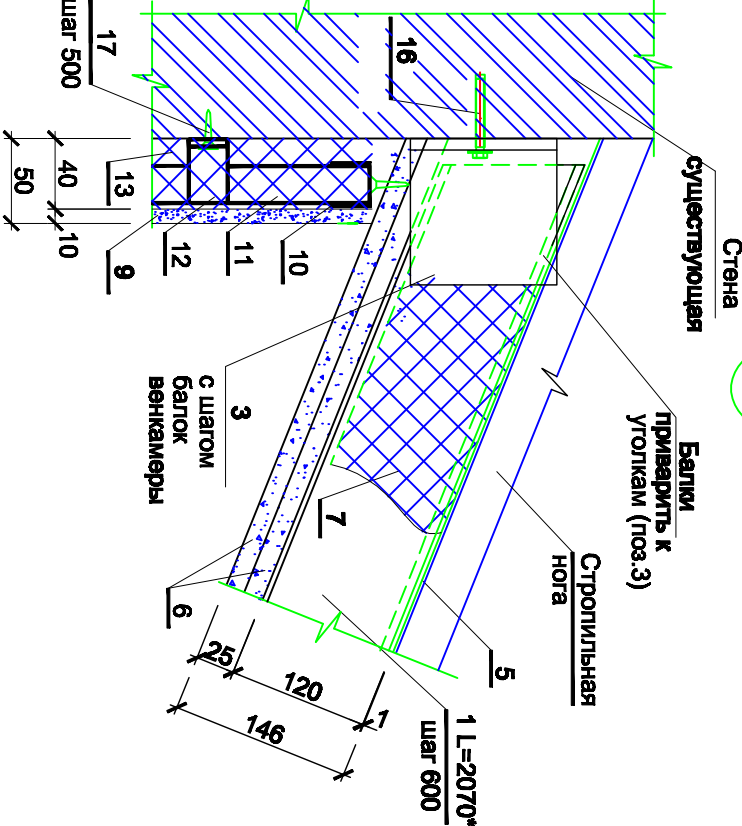 Стена
существующая
Балки
приварить к
уголкам (поз.3)
Стропильная
нога
5
1 L=2070*
шаг 600
16
17
шаг 500
13
12
11
10
9
40
10
50
3
с шагом
балок
венкамеры
7
6
25
120
1
146